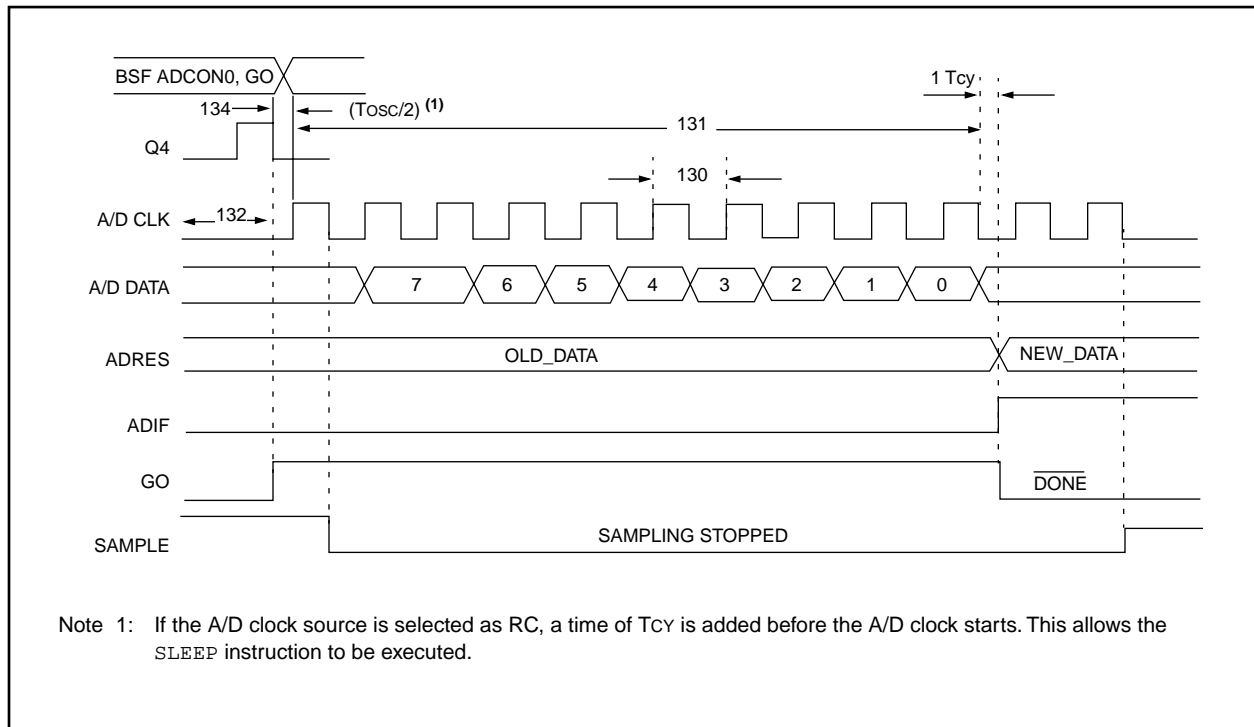 BSF ADCON0, GO
1 TCY
134
(TOSC/2) (1)
131
Q4
130
A/D CLK
132
A/D DATA
7 6 5 4 3 2 1 0
ADRES
OLD_DATA
NEW_DATA
ADIF
GO
DONE
SAMPLE
SAMPLING STOPPED
Note 1: If the A/D clock source is selected as RC, a time of TCY is added before the A/D clock starts. This allows the
SLEEP instruction to be executed.